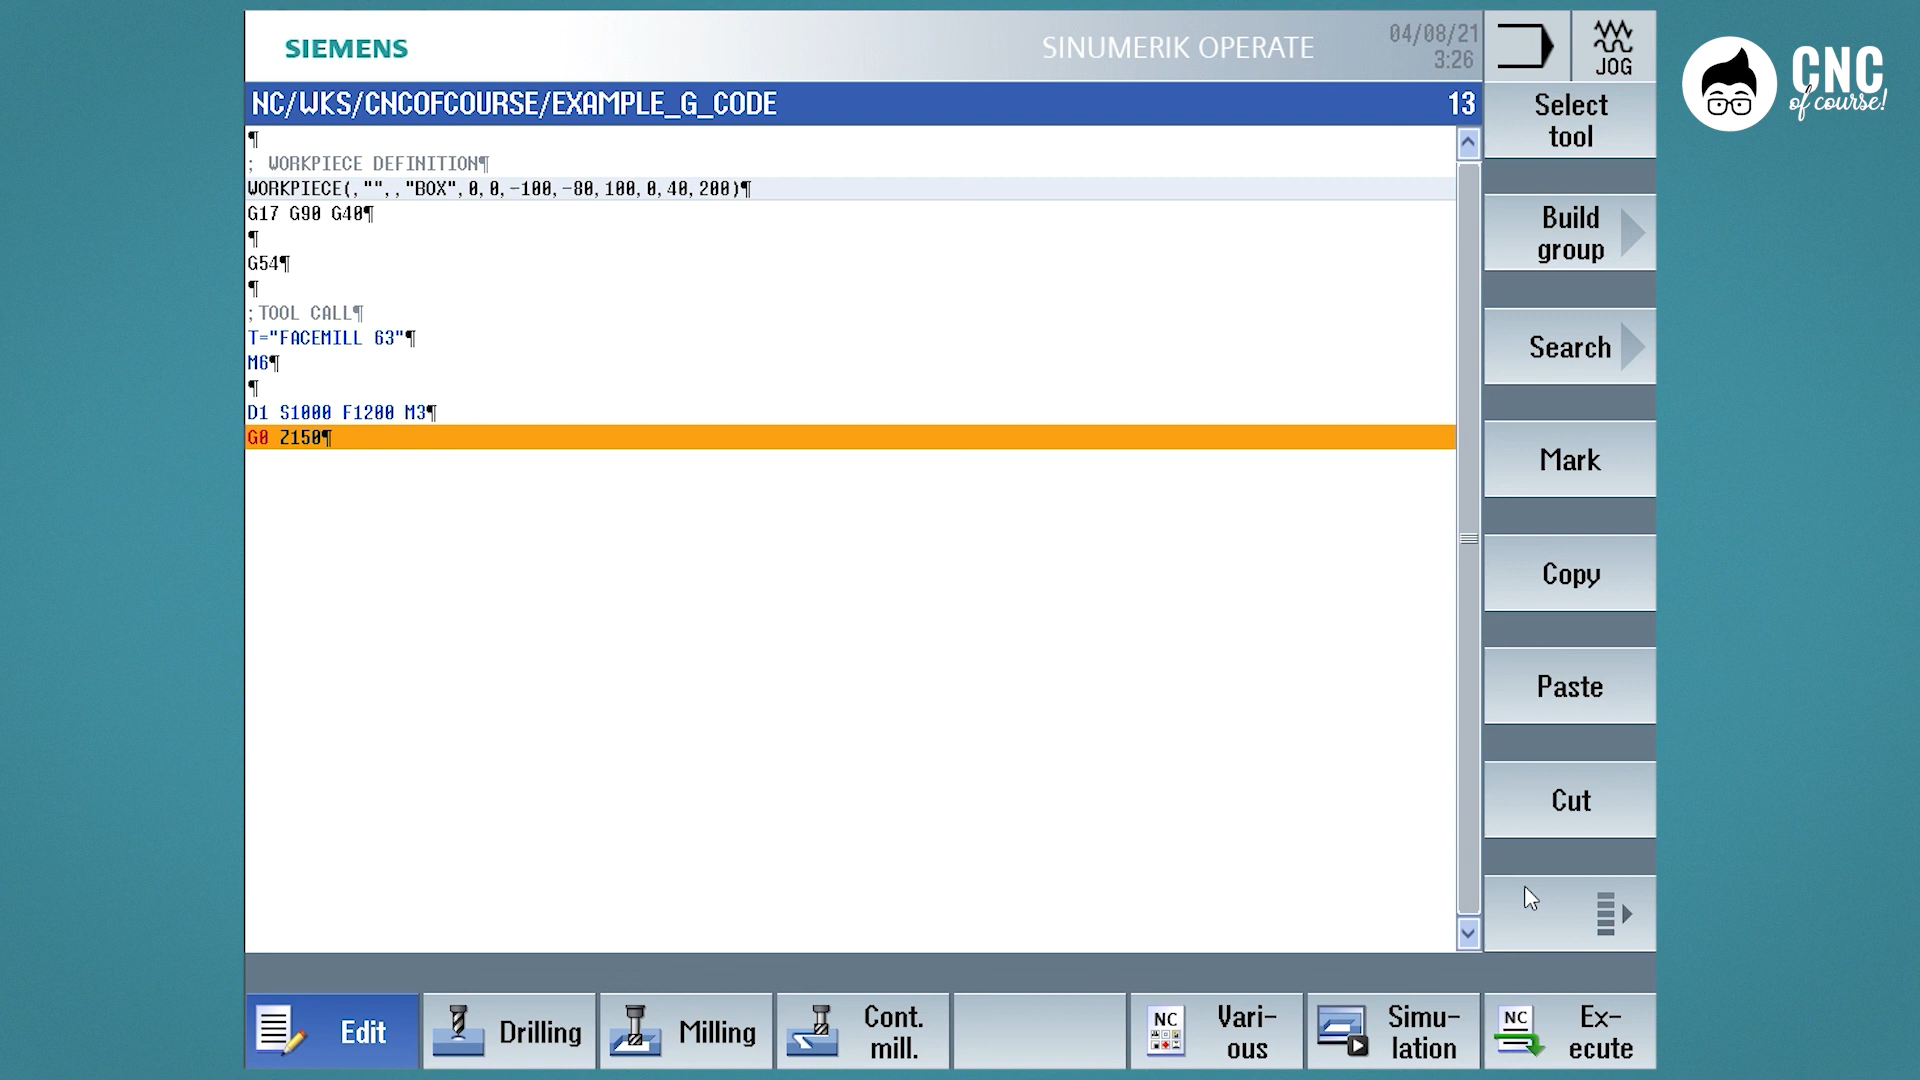 SIEMENS
SINUMERIK OPERATE
04/08/21
3:26
JOG
CNC
of course!
NC/WKS/CNCOFCOURSE/EXAMPLE_G_CODE
13
¶
; WORKPIECE DEFINITION¶
WORKPIECE(,"",,"BOX",0,0,-100,-80,100,0,40,200)¶
G17 G90 G40¶
¶
G54¶
¶
;TOOL CALL¶
T="FACEMILL 63"¶
M6¶
¶
D1 S1000 F1200 M3¶
G0 Z150¶
Select
tool
Build
group
Search
Mark
Copy
Paste
Cut
Edit
Drilling
Milling
Cont.
mill.
NC
Vari-
ous
Simu-
lation
NC
Ex-
ecute